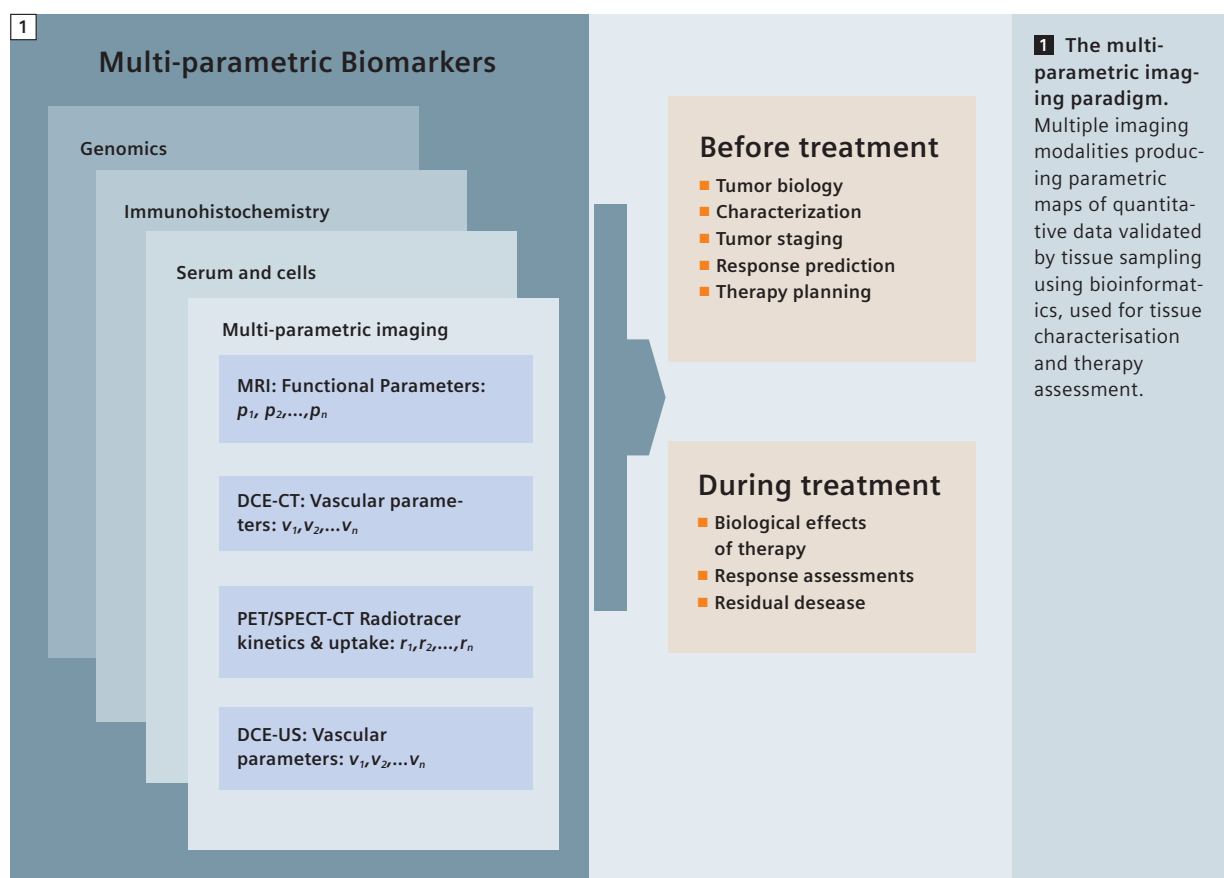 1
Multi-parametric Biomarkers
Genomics
Immunohistochemistry
Serum and cells
Multi-parametric imaging
MRI: Functional Parameters:
p₁, p₂,...,pₙ
DCE-CT: Vascular parame-
ters: v₁,v₂,...vₙ
PET/SPECT-CT Radiotracer
kinetics & uptake: r₁,r₂,...,rₙ
DCE-US: Vascular
parameters: v₁,v₂,...vₙ
Before treatment
■ Tumor biology
■ Characterization
■ Tumor staging
■ Response prediction
■ Therapy planning
During treatment
■ Biological effects
of therapy
■ Response assessments
■ Residual desease
1 The multi-
parametric imag-
ing paradigm.
Multiple imaging
modalities produc-
ing parametric
maps of quantita-
tive data validated
by tissue sampling
using bioinformat-
ics, used for tissue
characterisation
and therapy
assessment.